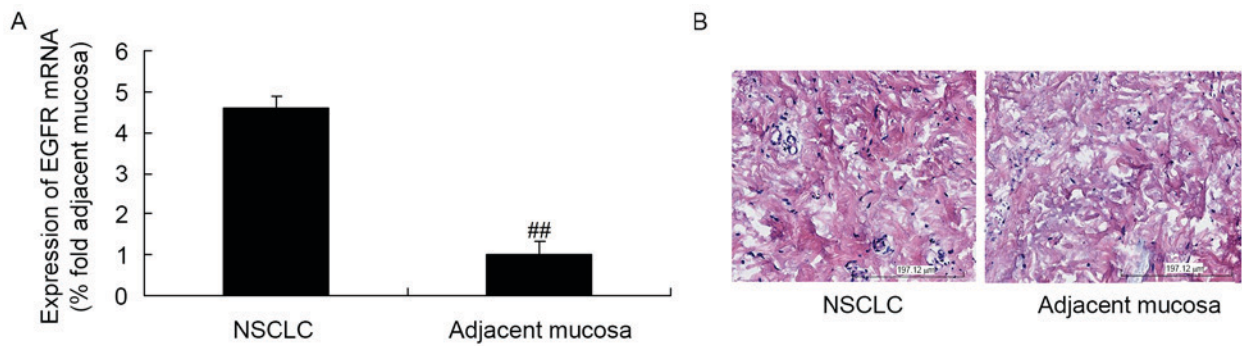 A
Expression of EGFR mRNA
(% fold adjacent mucosa)
6
5
4
3
2
1
0
##
NSCLC
Adjacent mucosa
B
197.12 µm
197.12 µm
NSCLC
Adjacent mucosa